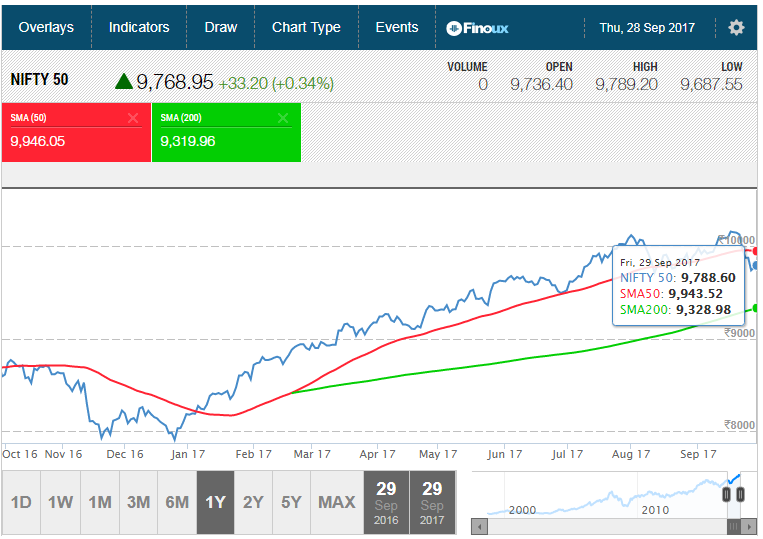 Overlays Indicators Draw Chart Type Events Finoux Thu, 28 Sep 2017
NIFTY 50 9,768.95 +33.20 (+0.34%)
VOLUME OPEN HIGH LOW
0 9,736.40 9,789.20 9,687.55
SMA (50) SMA (200)
9,946.05 9,319.96
₹10000
Fri, 29 Sep 2017
NIFTY 50: 9,788.60
SMA50: 9,943.52
SMA200: 9,328.98
₹9000
₹8000
Oct 16 Nov 16 Dec 16 Jan 17 Feb 17 Mar 17 Apr 17 May 17 Jun 17 Jul 17 Aug 17 Sep 17
1D 1W 1M 3M 6M 1Y 2Y 5Y MAX
29 Sep 2016
29 Sep 2017
2000 2010